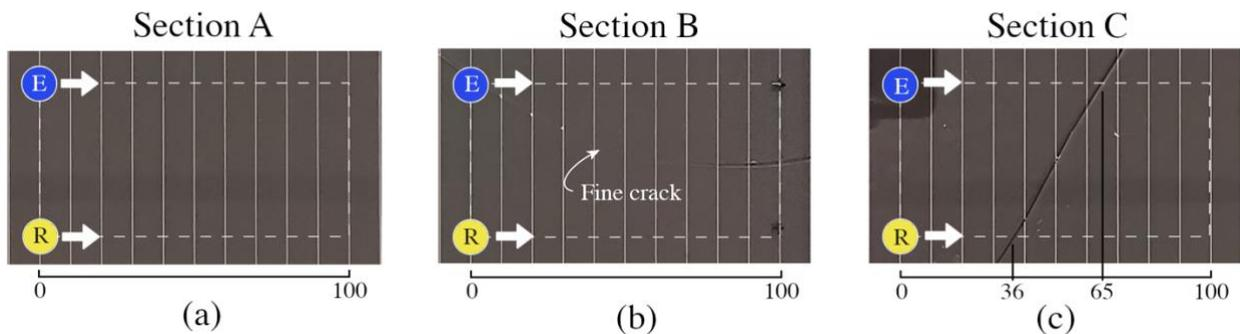 Section A
E
R
0 100
(a)
Section B
E
Fine crack
R
0 100
(b)
Section C
E
R
0 36 65 100
(c)